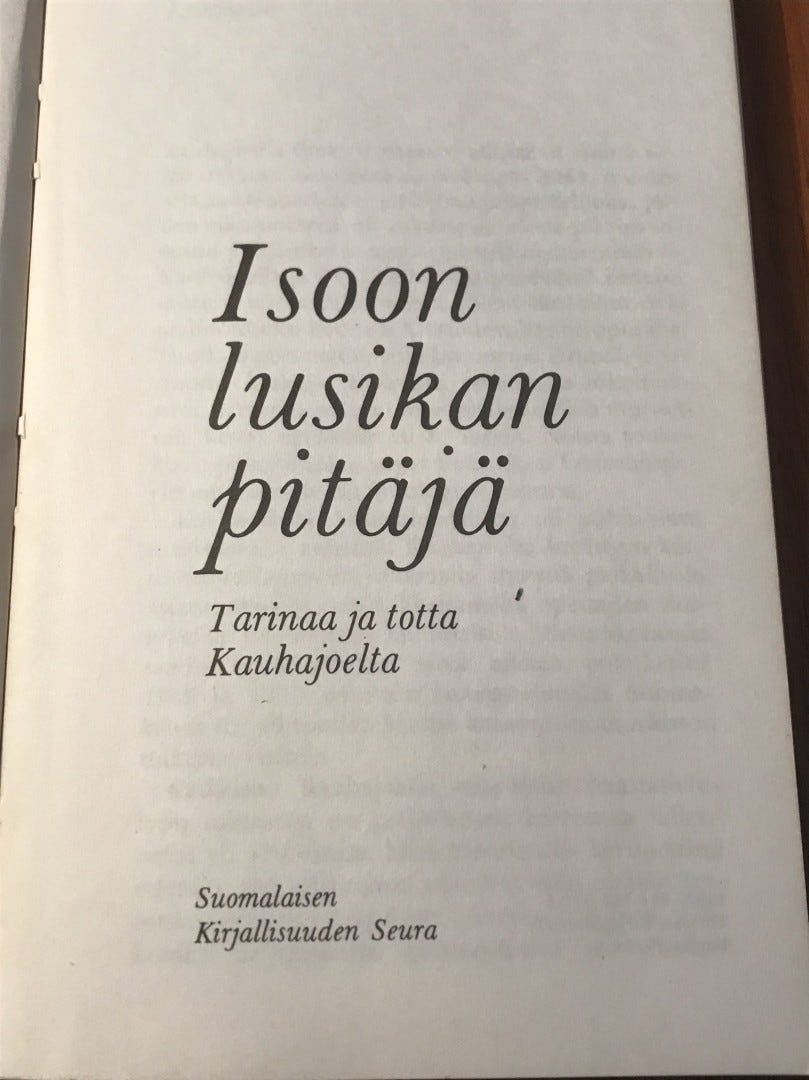 Isoon
lusikan
pitäjä
Tarinaa ja totta
Kauhajoelta
Suomalaisen
Kirjallisuuden Seura